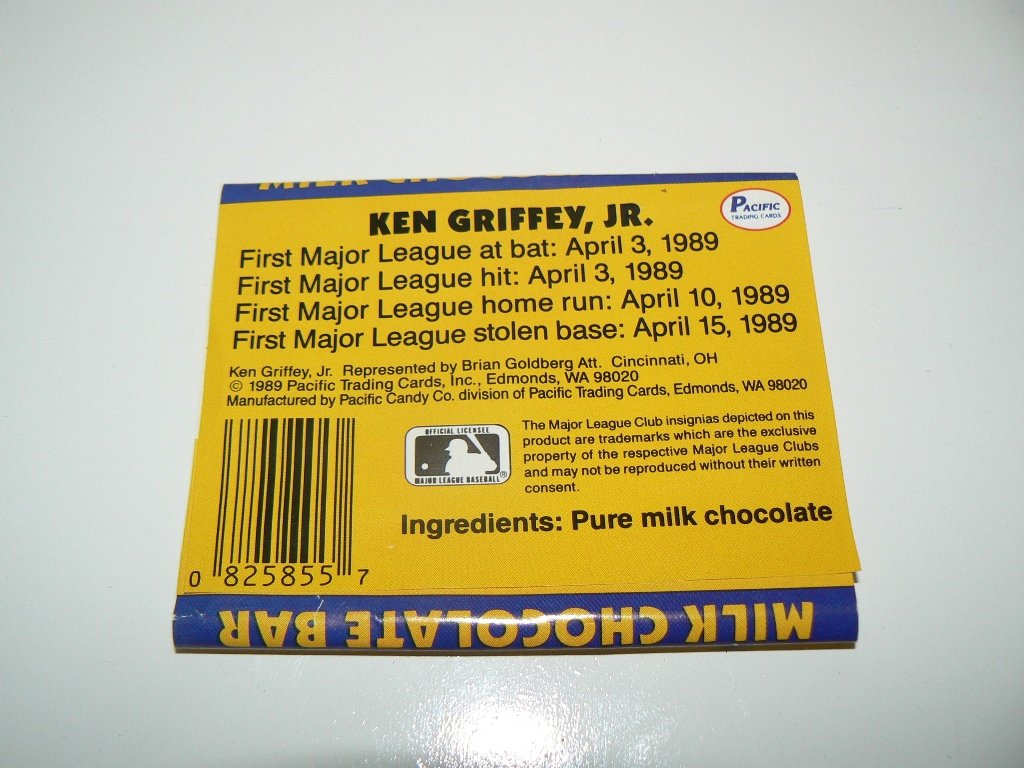 MILK CHOCOLATE BAR
KEN GRIFFEY, JR.
PACIFIC
TRADING CARDS
First Major League at bat: April 3, 1989
First Major League hit: April 3, 1989
First Major League home run: April 10, 1989
First Major League stolen base: April 15, 1989
Ken Griffey, Jr. Represented by Brian Goldberg Att. Cincinnati, OH
© 1989 Pacific Trading Cards, Inc., Edmonds, WA 98020
Manufactured by Pacific Candy Co. division of Pacific Trading Cards, Edmonds, WA 98020
OFFICIAL LICENSEE
MAJOR LEAGUE BASEBALL®
The Major League Club insignias depicted on this
product are trademarks which are the exclusive
property of the respective Major League Clubs
and may not be reproduced without their written
consent.
Ingredients: Pure milk chocolate
0 825855 7
MILK CHOCOLATE BAR